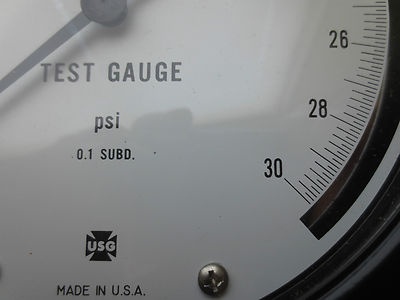 26
TEST GAUGE
28
psi
0.1 SUBD.
30
USG
MADE IN U.S.A.